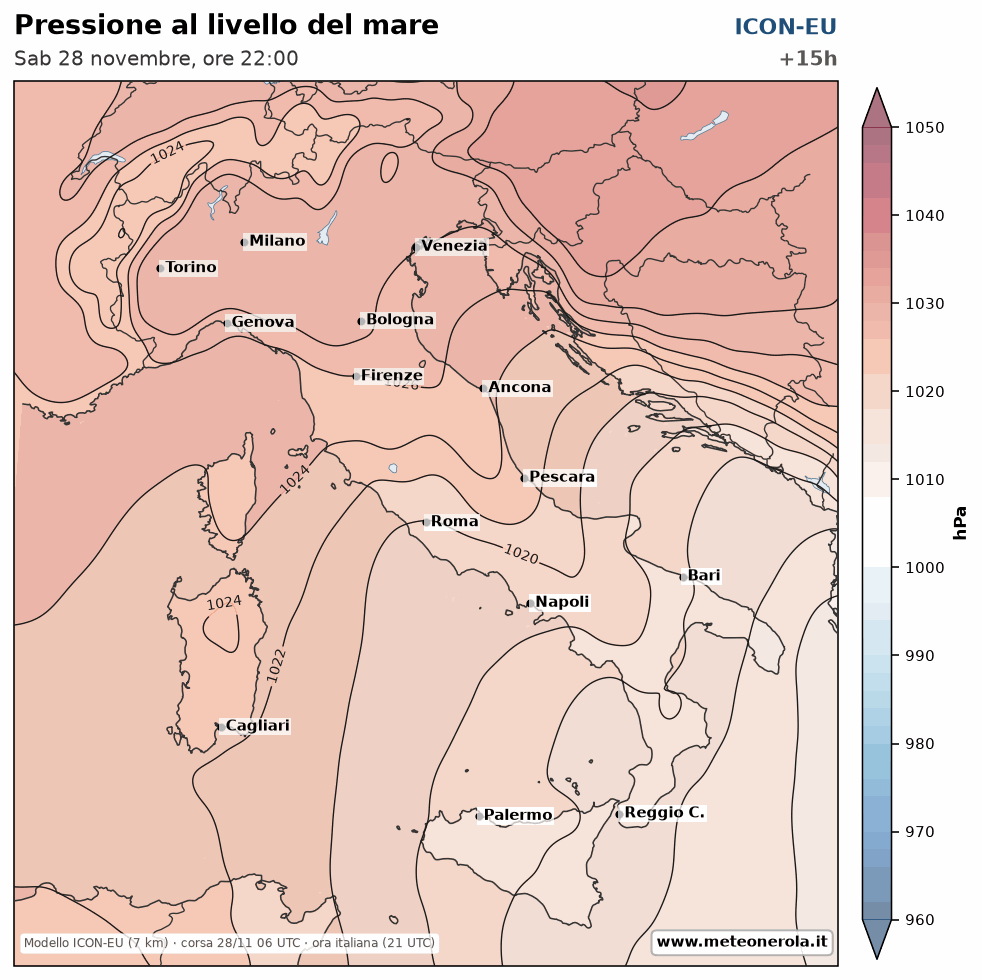 Pressione al livello del mare
ICON-EU
Sab 28 novembre, ore 22:00
+15h
1024
Milano
Venezia
Torino
Genova
Bologna
Firenze
1026
Ancona
1024
Pescara
Roma
1020
Bari
Napoli
1024
1022
Cagliari
Palermo
Reggio C.
Modello ICON-EU (7 km) · corsa 28/11 06 UTC · ora italiana (21 UTC)
www.meteonerola.it
1050
1040
1030
1020
1010
1000
990
980
970
960
hPa